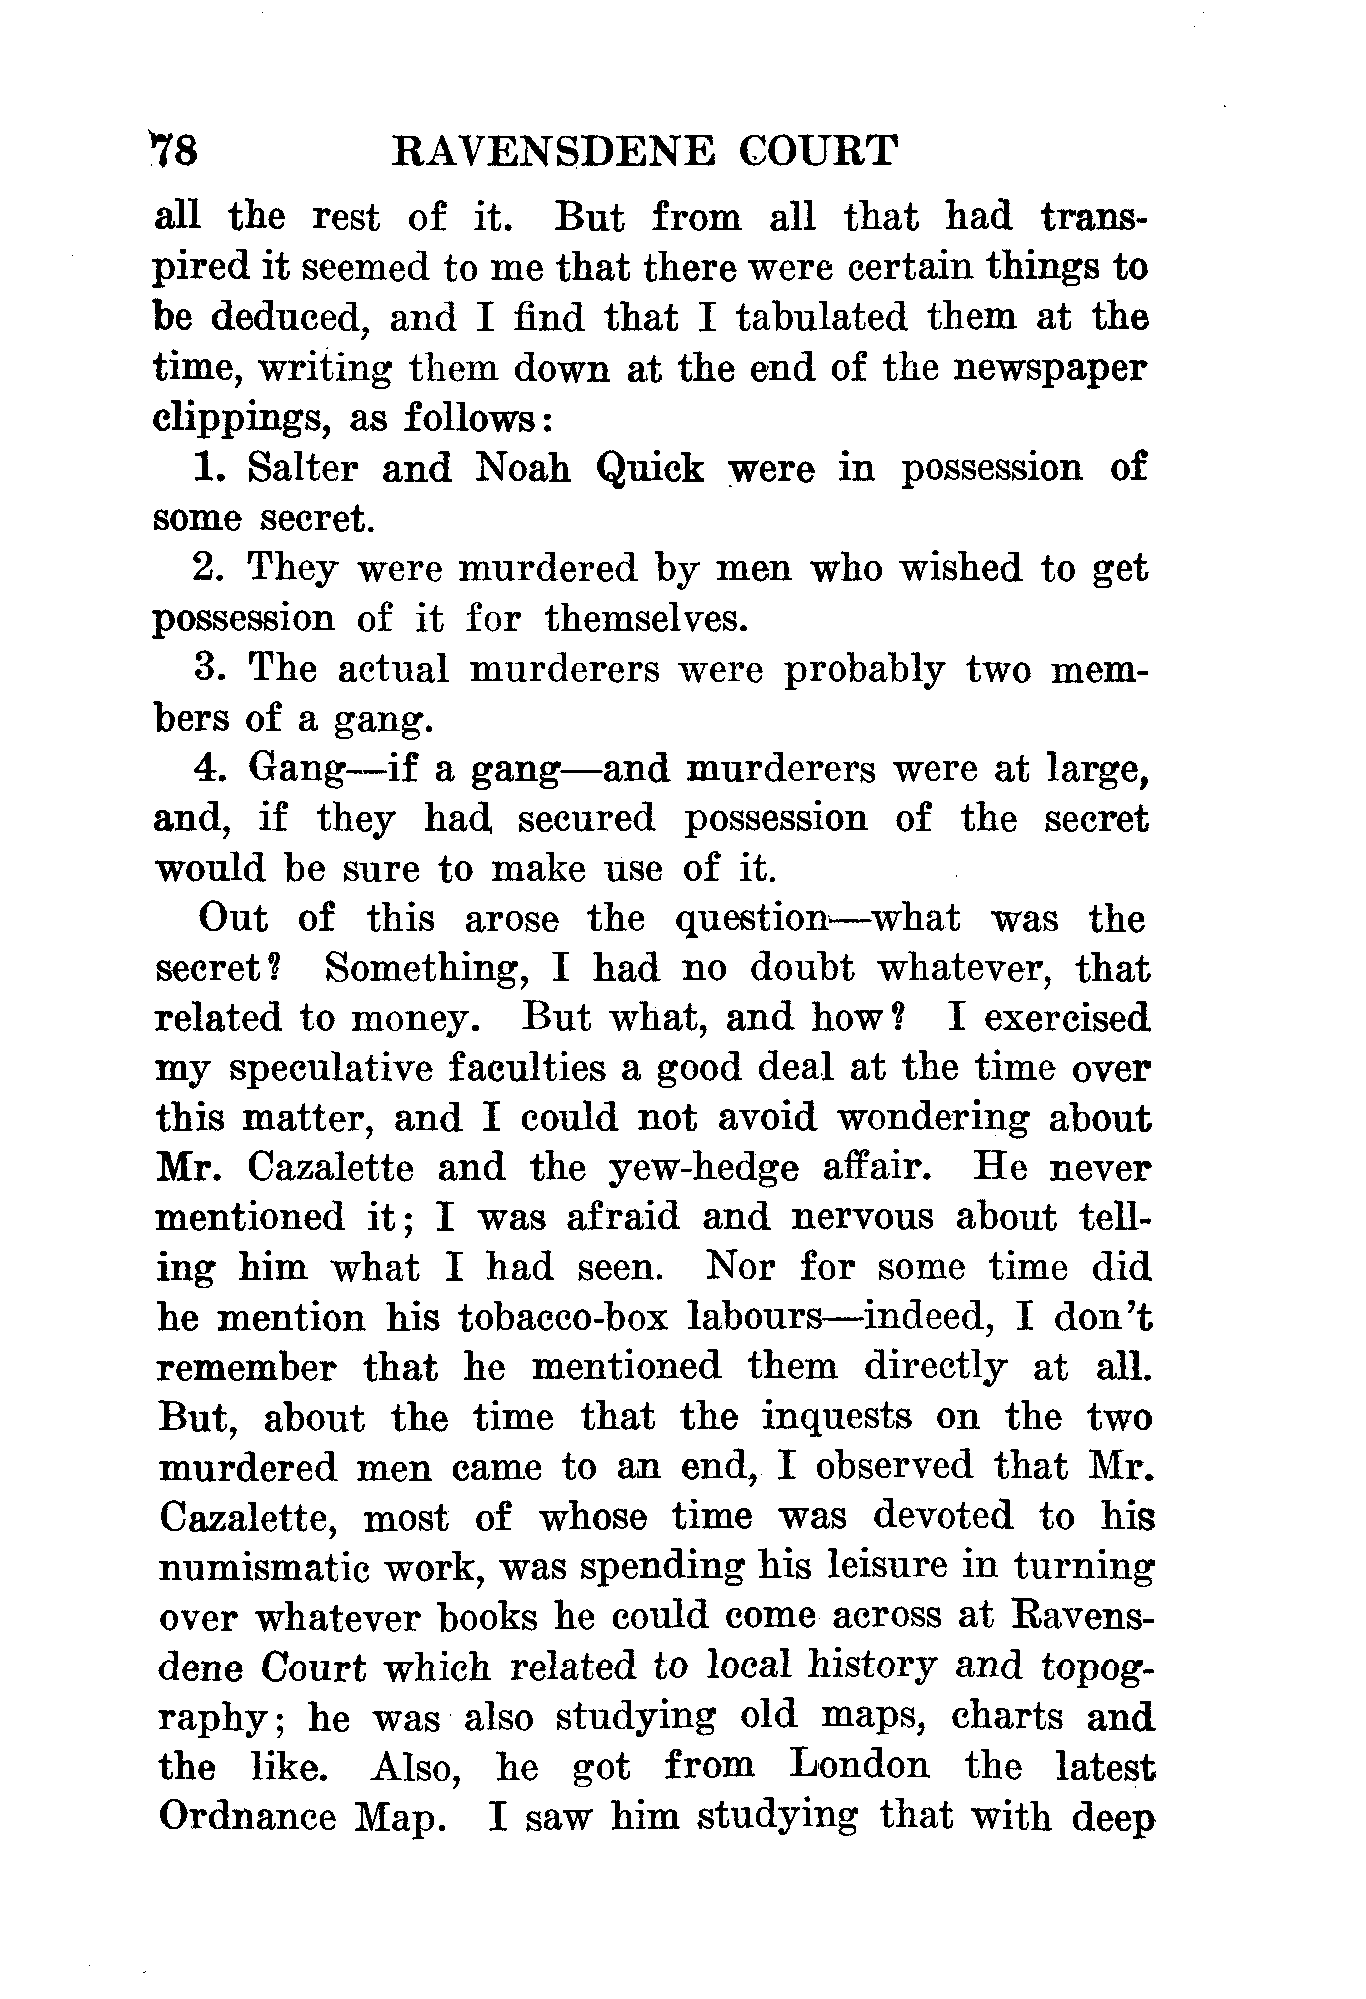 78 RAVENSDENE COURT
all the rest of it. But from all that had trans-
pired it seemed to me that there were certain things to
be deduced, and I find that I tabulated them at the
time, writing them down at the end of the newspaper
clippings, as follows:
1. Salter and Noah Quick were in possession of
some secret.
2. They were murdered by men who wished to get
possession of it for themselves.
3. The actual murderers were probably two mem-
bers of a gang.
4. Gang—if a gang—and murderers were at large,
and, if they had secured possession of the secret
would be sure to make use of it.
Out of this arose the question—what was the
secret? Something, I had no doubt whatever, that
related to money. But what, and how? I exercised
my speculative faculties a good deal at the time over
this matter, and I could not avoid wondering about
Mr. Cazalette and the yew-hedge affair. He never
mentioned it; I was afraid and nervous about tell-
ing him what I had seen. Nor for some time did
he mention his tobacco-box labours—indeed, I don't
remember that he mentioned them directly at all.
But, about the time that the inquests on the two
murdered men came to an end, I observed that Mr.
Cazalette, most of whose time was devoted to his
numismatic work, was spending his leisure in turning
over whatever books he could come across at Ravens-
dene Court which related to local history and topog-
raphy; he was also studying old maps, charts and
the like. Also, he got from London the latest
Ordnance Map. I saw him studying that with deep